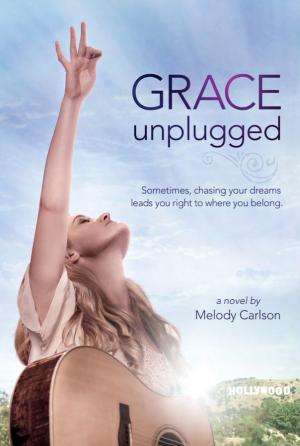 GRACE
unplugged
Sometimes, chasing your dreams
leads you right to where you belong.
a novel by
Melody Carlson
HOLLYWOOD